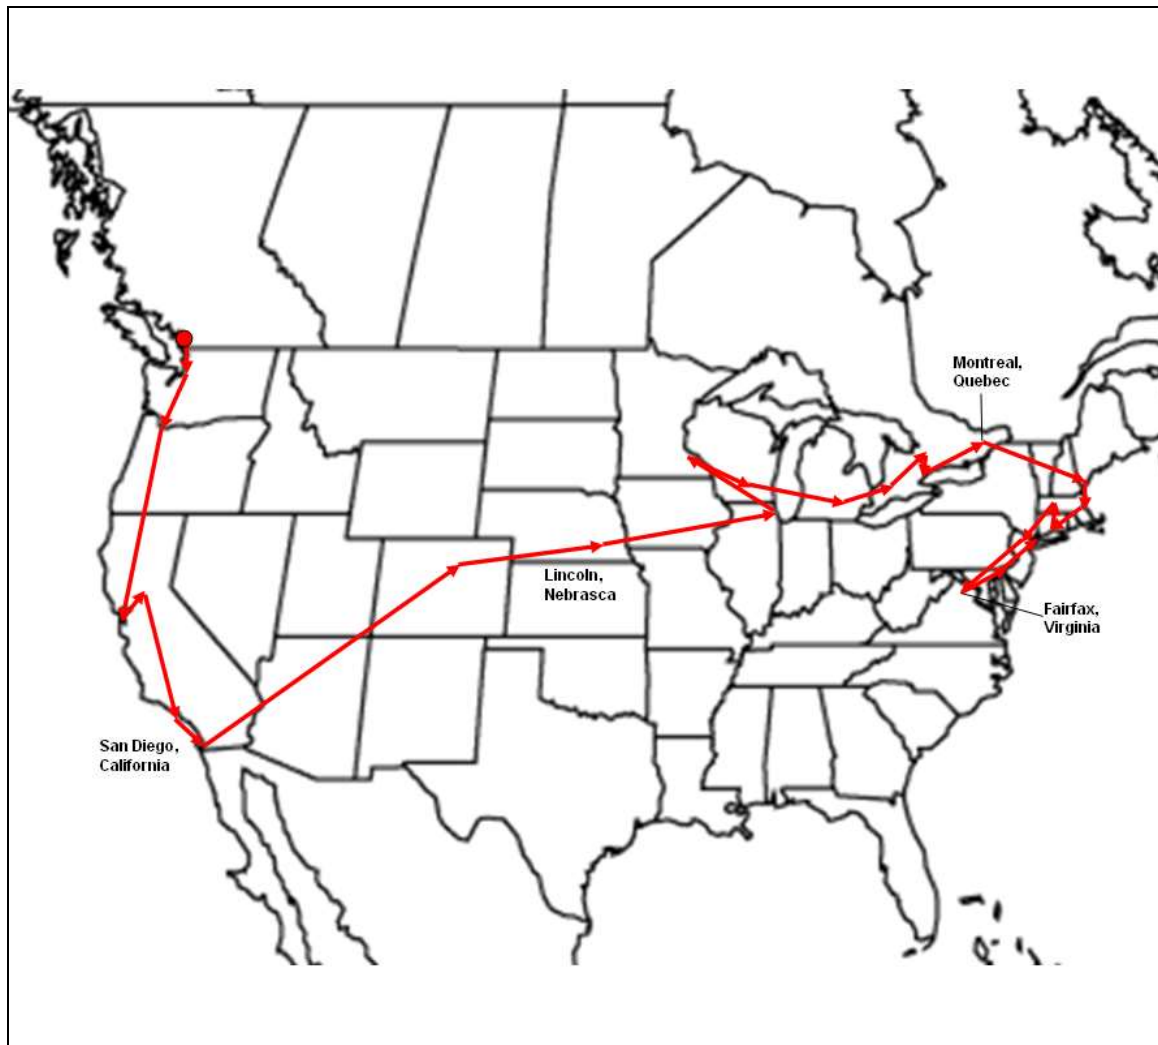 Montreal,
Quebec
Lincoln,
Nebrasca
Fairfax,
Virginia
San Diego,
California